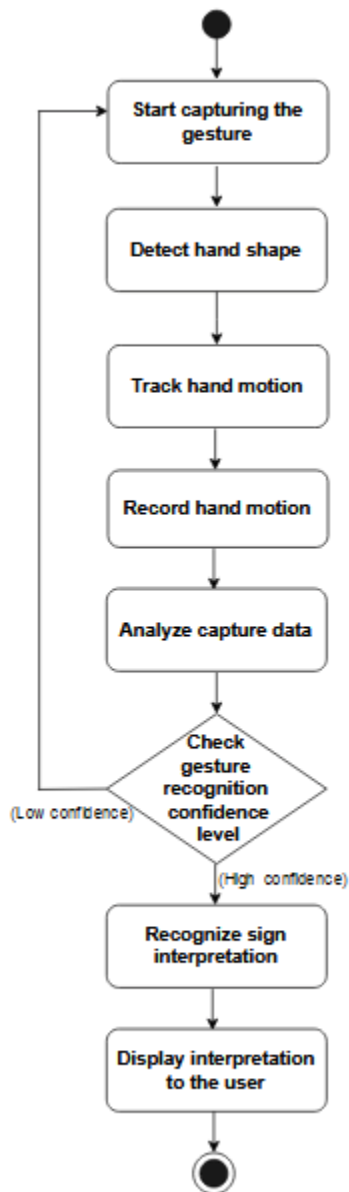 Start capturing the
gesture
Detect hand shape
Track hand motion
Record hand motion
Analyze capture data
Check
gesture
recognition
confidence
level
(Low confidence)
(High confidence)
Recognize sign
interpretation
Display interpretation
to the user